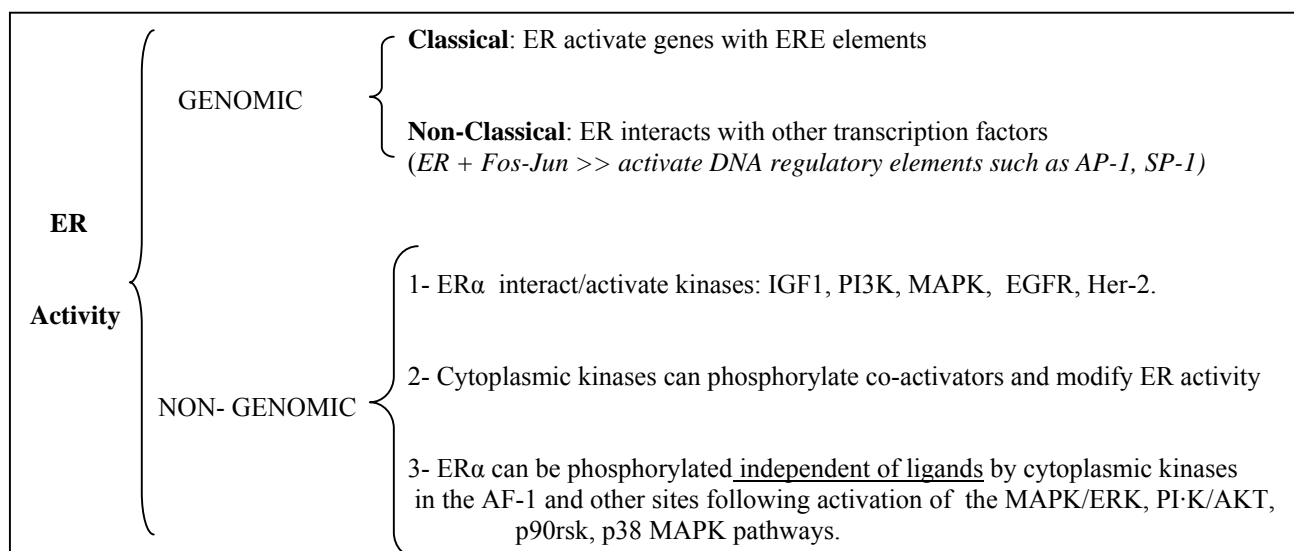 Classical: ER activate genes with ERE elements
GENOMIC
Non-Classical: ER interacts with other transcription factors
(ER + Fos-Jun >> activate DNA regulatory elements such as AP-1, SP-1)
ER
Activity
1- ERα interact/activate kinases: IGF1, PI3K, MAPK, EGFR, Her-2.
2- Cytoplasmic kinases can phosphorylate co-activators and modify ER activity
NON- GENOMIC
3- ERα can be phosphorylated independent of ligands by cytoplasmic kinases
in the AF-1 and other sites following activation of the MAPK/ERK, PI·K/AKT,
p90rsk, p38 MAPK pathways.